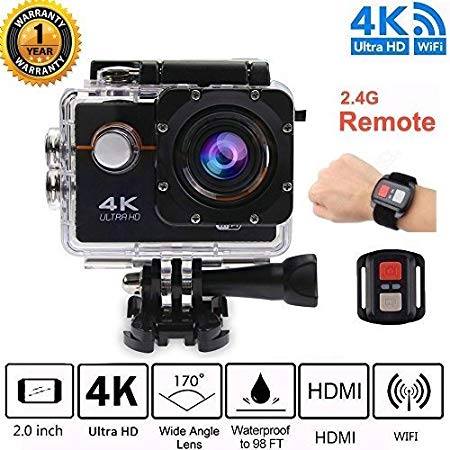 WARRANTY
1
YEAR
WARRANTY
4K
Ultra HD
WiFi
2.4G
Remote
4K
ULTRA HD
WiFi
170°
4K
HDMI
2.0 inch
Ultra HD
Wide Angle
Lens
Waterproof
to 98 FT
HDMI
WIFI